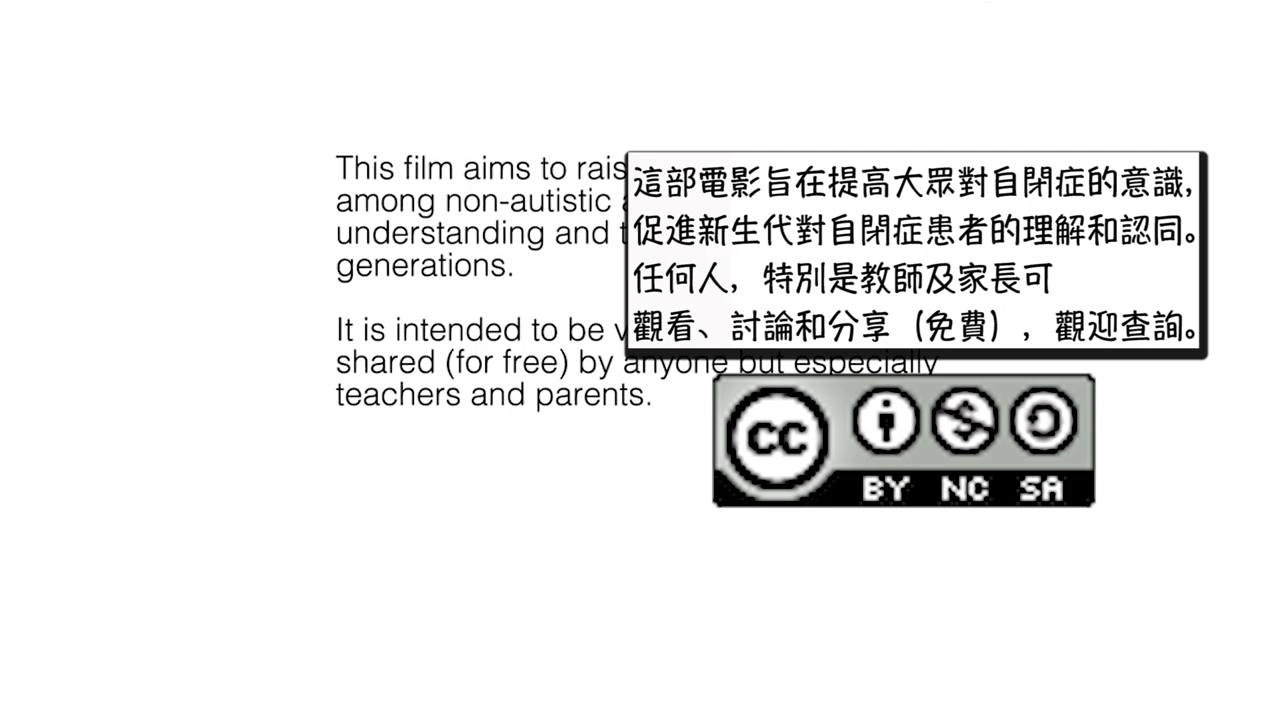 This film aims to rais
among non-autistic
understanding and t
generations.
It is intended to be v
shared (for free) by anyone but especially
teachers and parents.
這部電影旨在提高大眾對自閉症的意識,
促進新生代對自閉症患者的理解和認同。
任何人, 特別是教師及家長可
觀看、討論和分享 (免費) , 觀迎查詢。
CC
BY NC SA